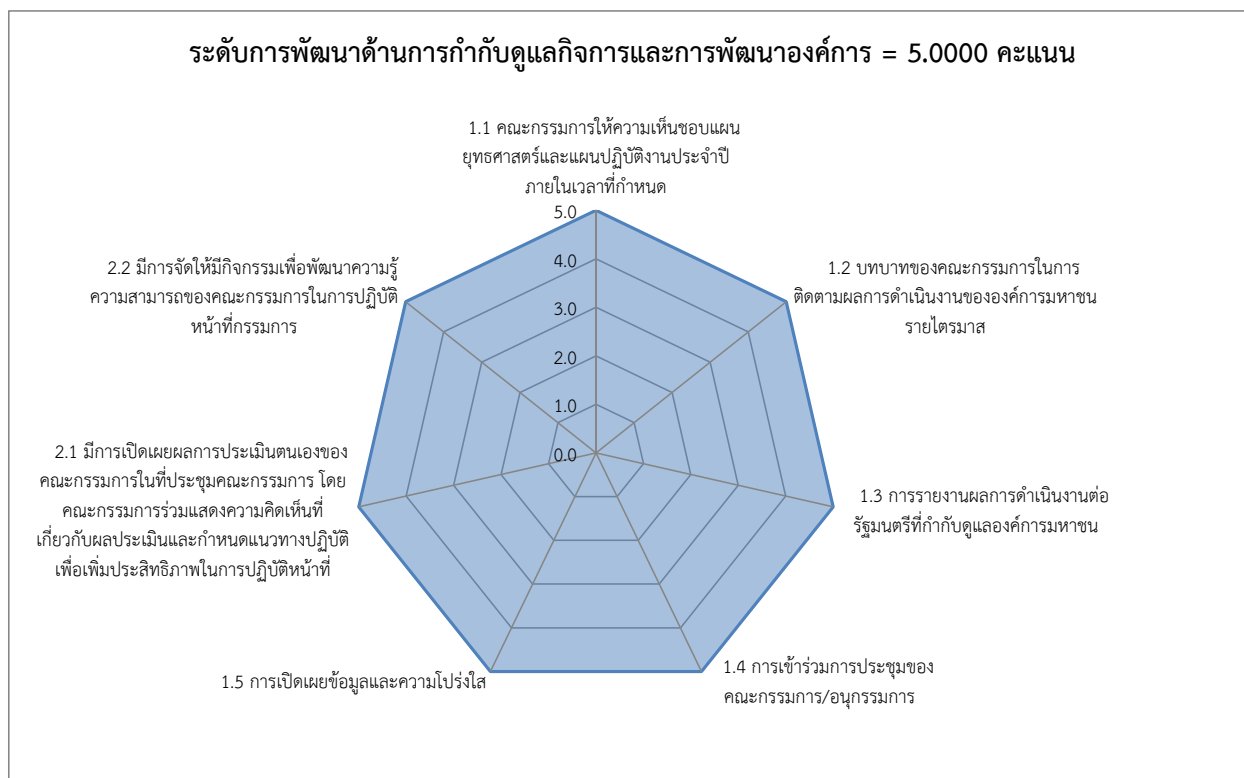 ระดับการพัฒนาด้านการกำกับดูแลกิจการและการพัฒนาองค์การ = 5.0000 คะแนน
1.1 คณะกรรมการให้ความเห็นชอบแผน
ยุทธศาสตร์และแผนปฏิบัติงานประจำปี
ภายในเวลาที่กำหนด
5.0
4.0
3.0
2.0
1.0
0.0
1.2 บทบาทของคณะกรรมการในการ
ติดตามผลการดำเนินงานขององค์การมหาชน
รายไตรมาส
1.3 การรายงานผลการดำเนินงานต่อ
รัฐมนตรีที่กำกับดูแลองค์การมหาชน
1.4 การเข้าร่วมการประชุมของ
คณะกรรมการ/อนุกรรมการ
1.5 การเปิดเผยข้อมูลและความโปร่งใส
2.1 มีการเปิดเผยผลการประเมินตนเองของ
คณะกรรมการในที่ประชุมคณะกรรมการ โดย
คณะกรรมการร่วมแสดงความคิดเห็นที่
เกี่ยวกับผลประเมินและกำหนดแนวทางปฏิบัติ
เพื่อเพิ่มประสิทธิภาพในการปฏิบัติหน้าที่
2.2 มีการจัดให้มีกิจกรรมเพื่อพัฒนาความรู้
ความสามารถของคณะกรรมการในการปฏิบัติ
หน้าที่กรรมการ